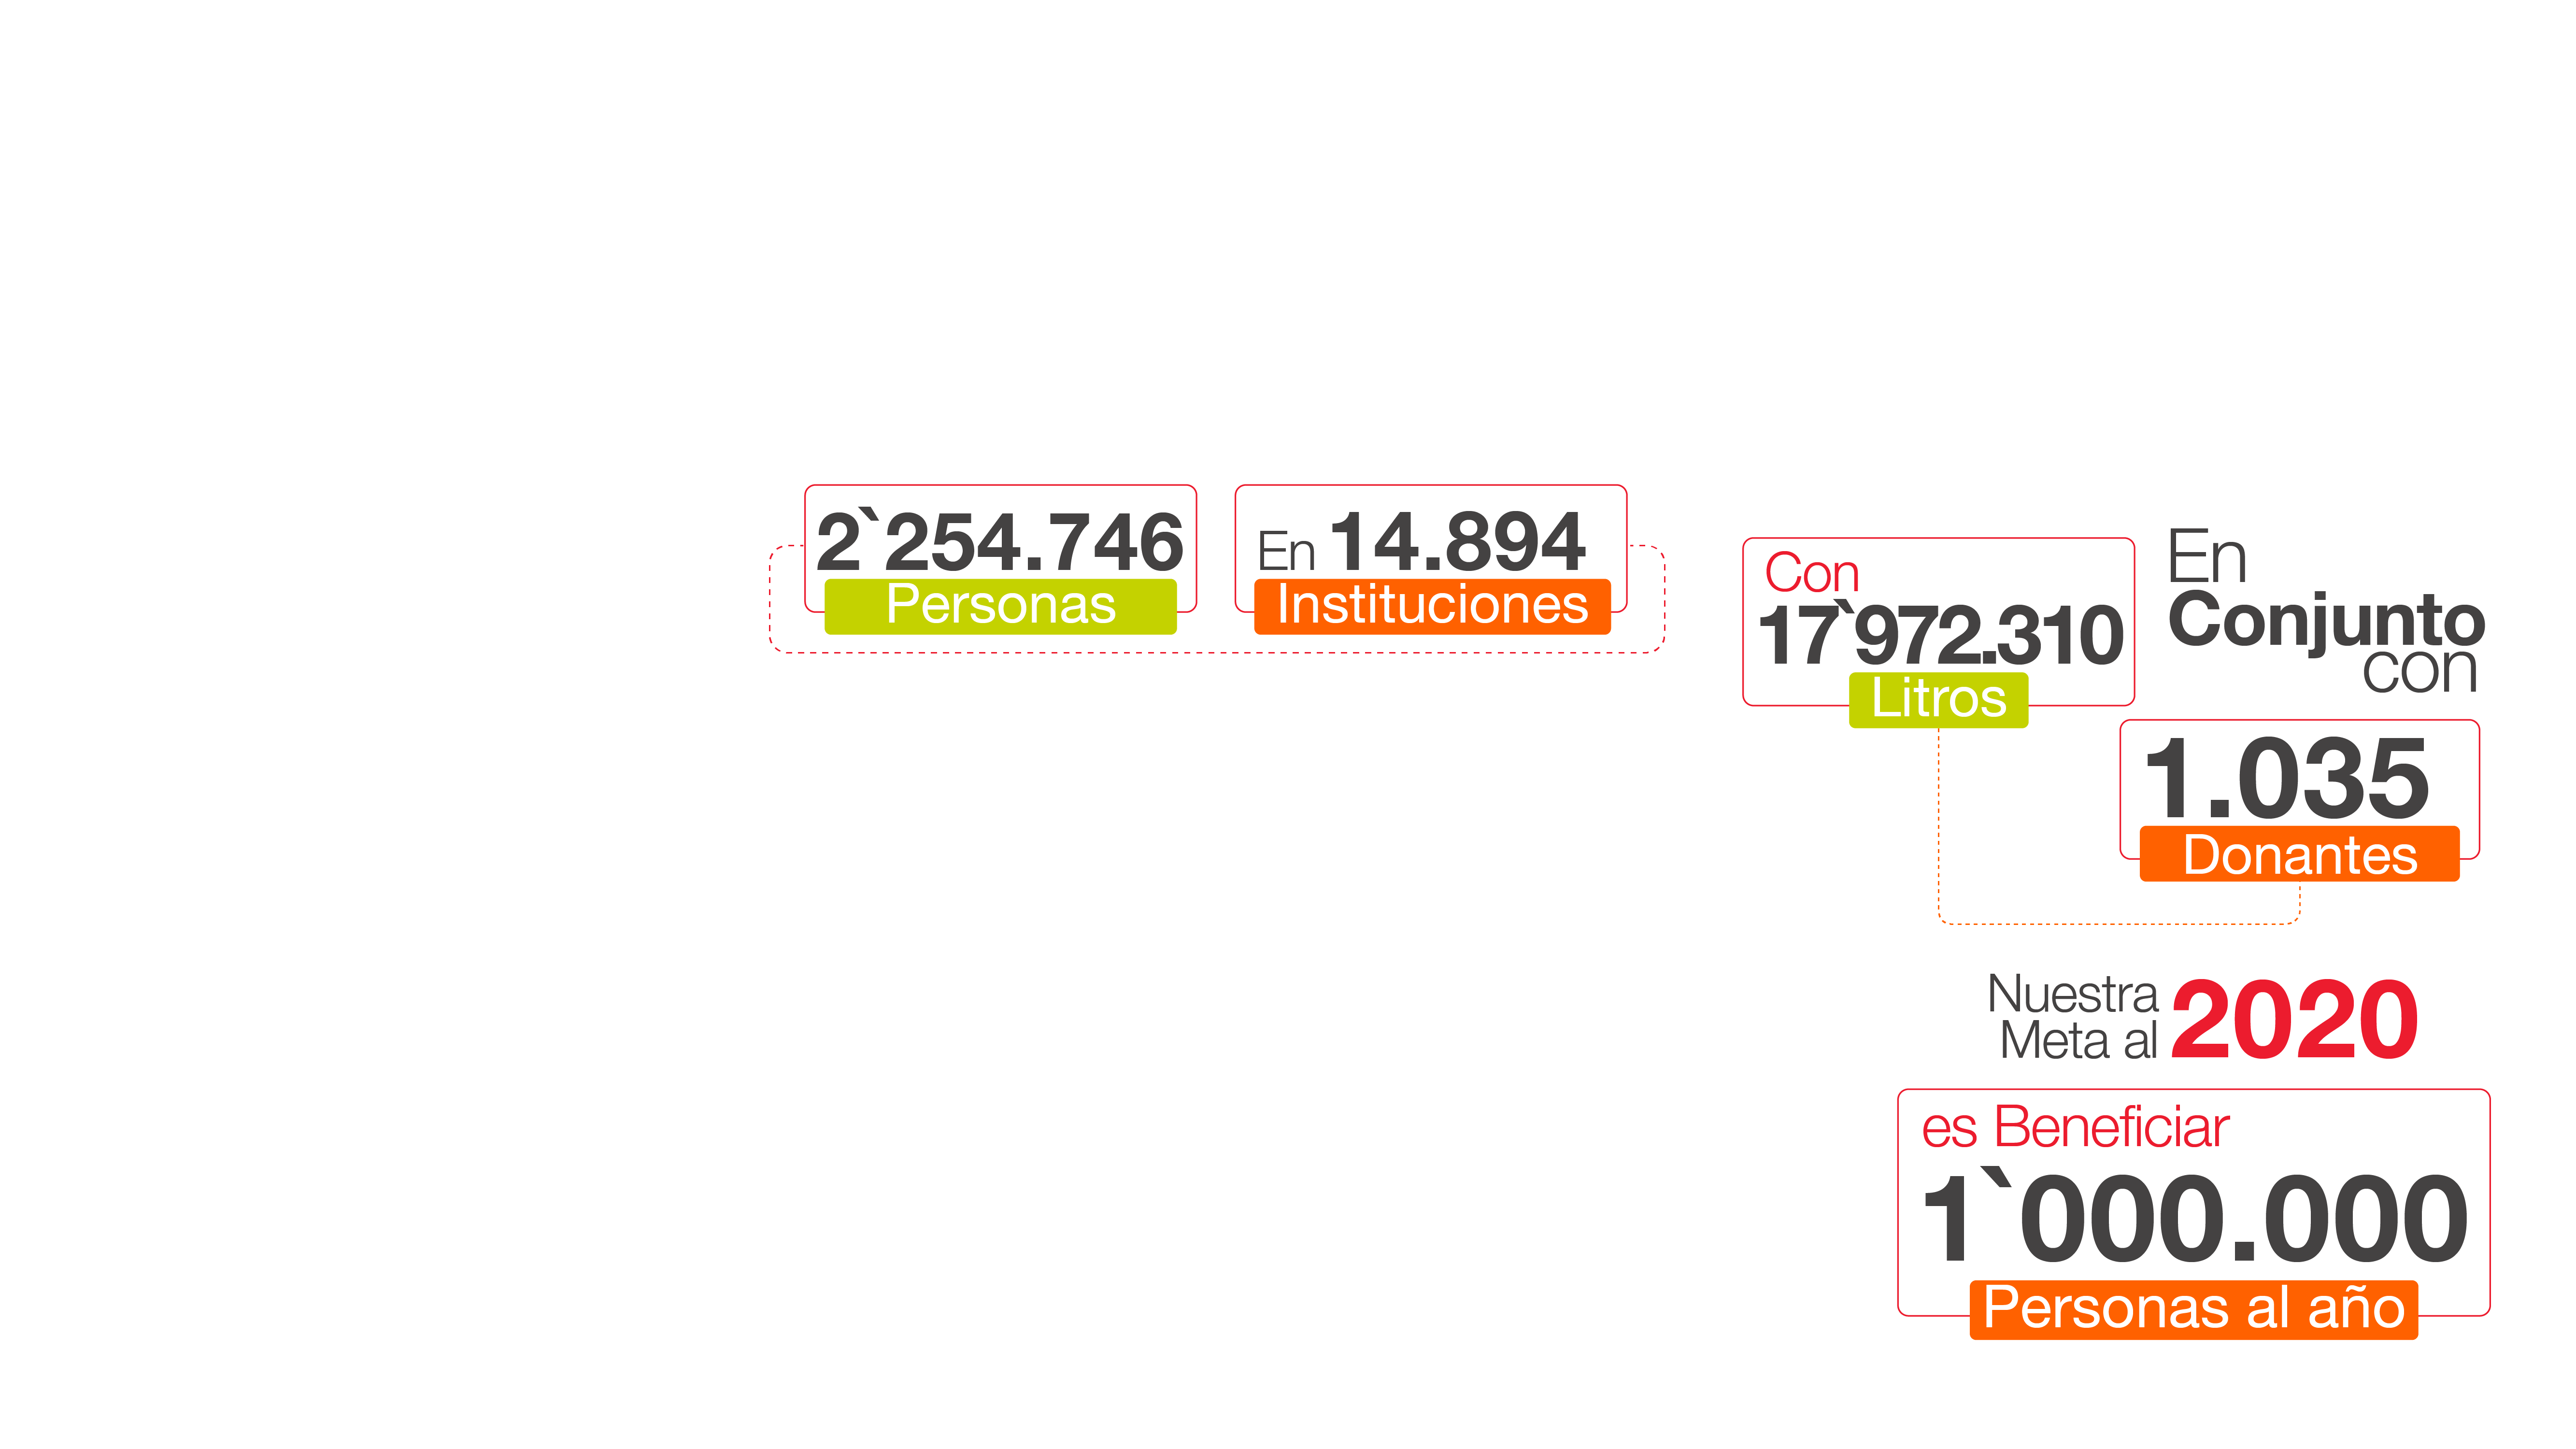 2`254.746
Personas
En 14.894
Instituciones
Con
17`972.310
Litros
En
Conjunto
con
1.035
Donantes
Nuestra
Meta al 2020
es Beneficiar
1`000.000
Personas al año